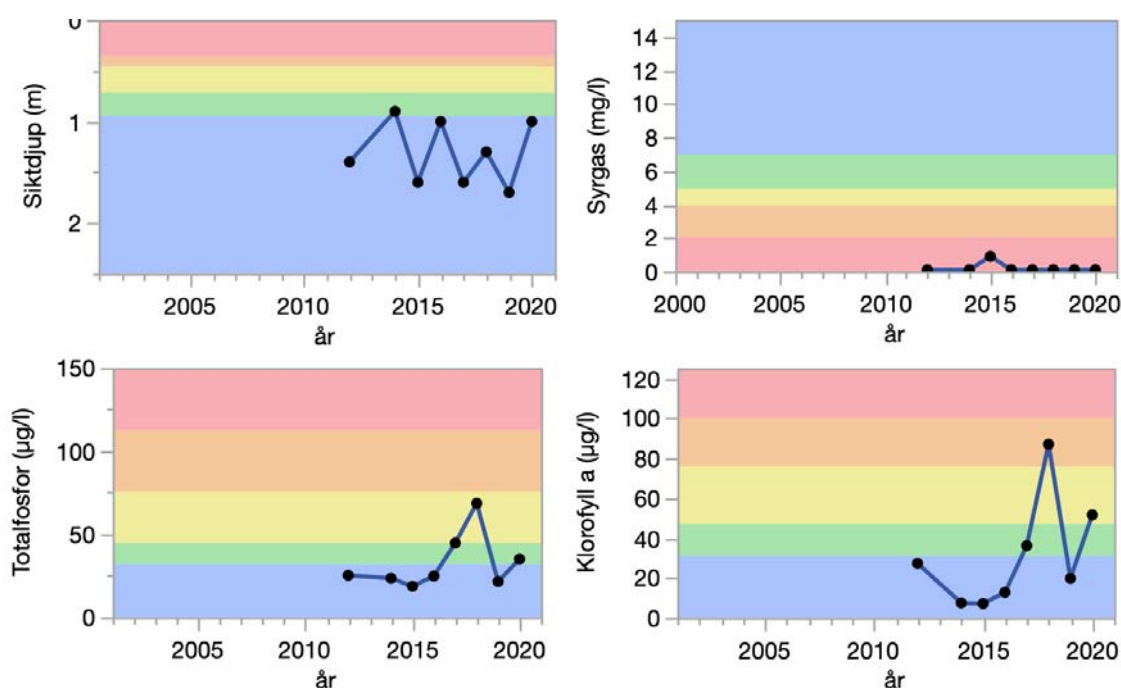 Siktdjup (m)
0
1
2
2005 2010 2015 2020
år
Syrgas (mg/l)
14
12
10
8
6
4
2
0
2000 2005 2010 2015 2020
år
Totalfosfor (µg/l)
150
100
50
0
2005 2010 2015 2020
år
Klorofyll a (µg/l)
120
100
80
60
40
20
0
2005 2010 2015 2020
år